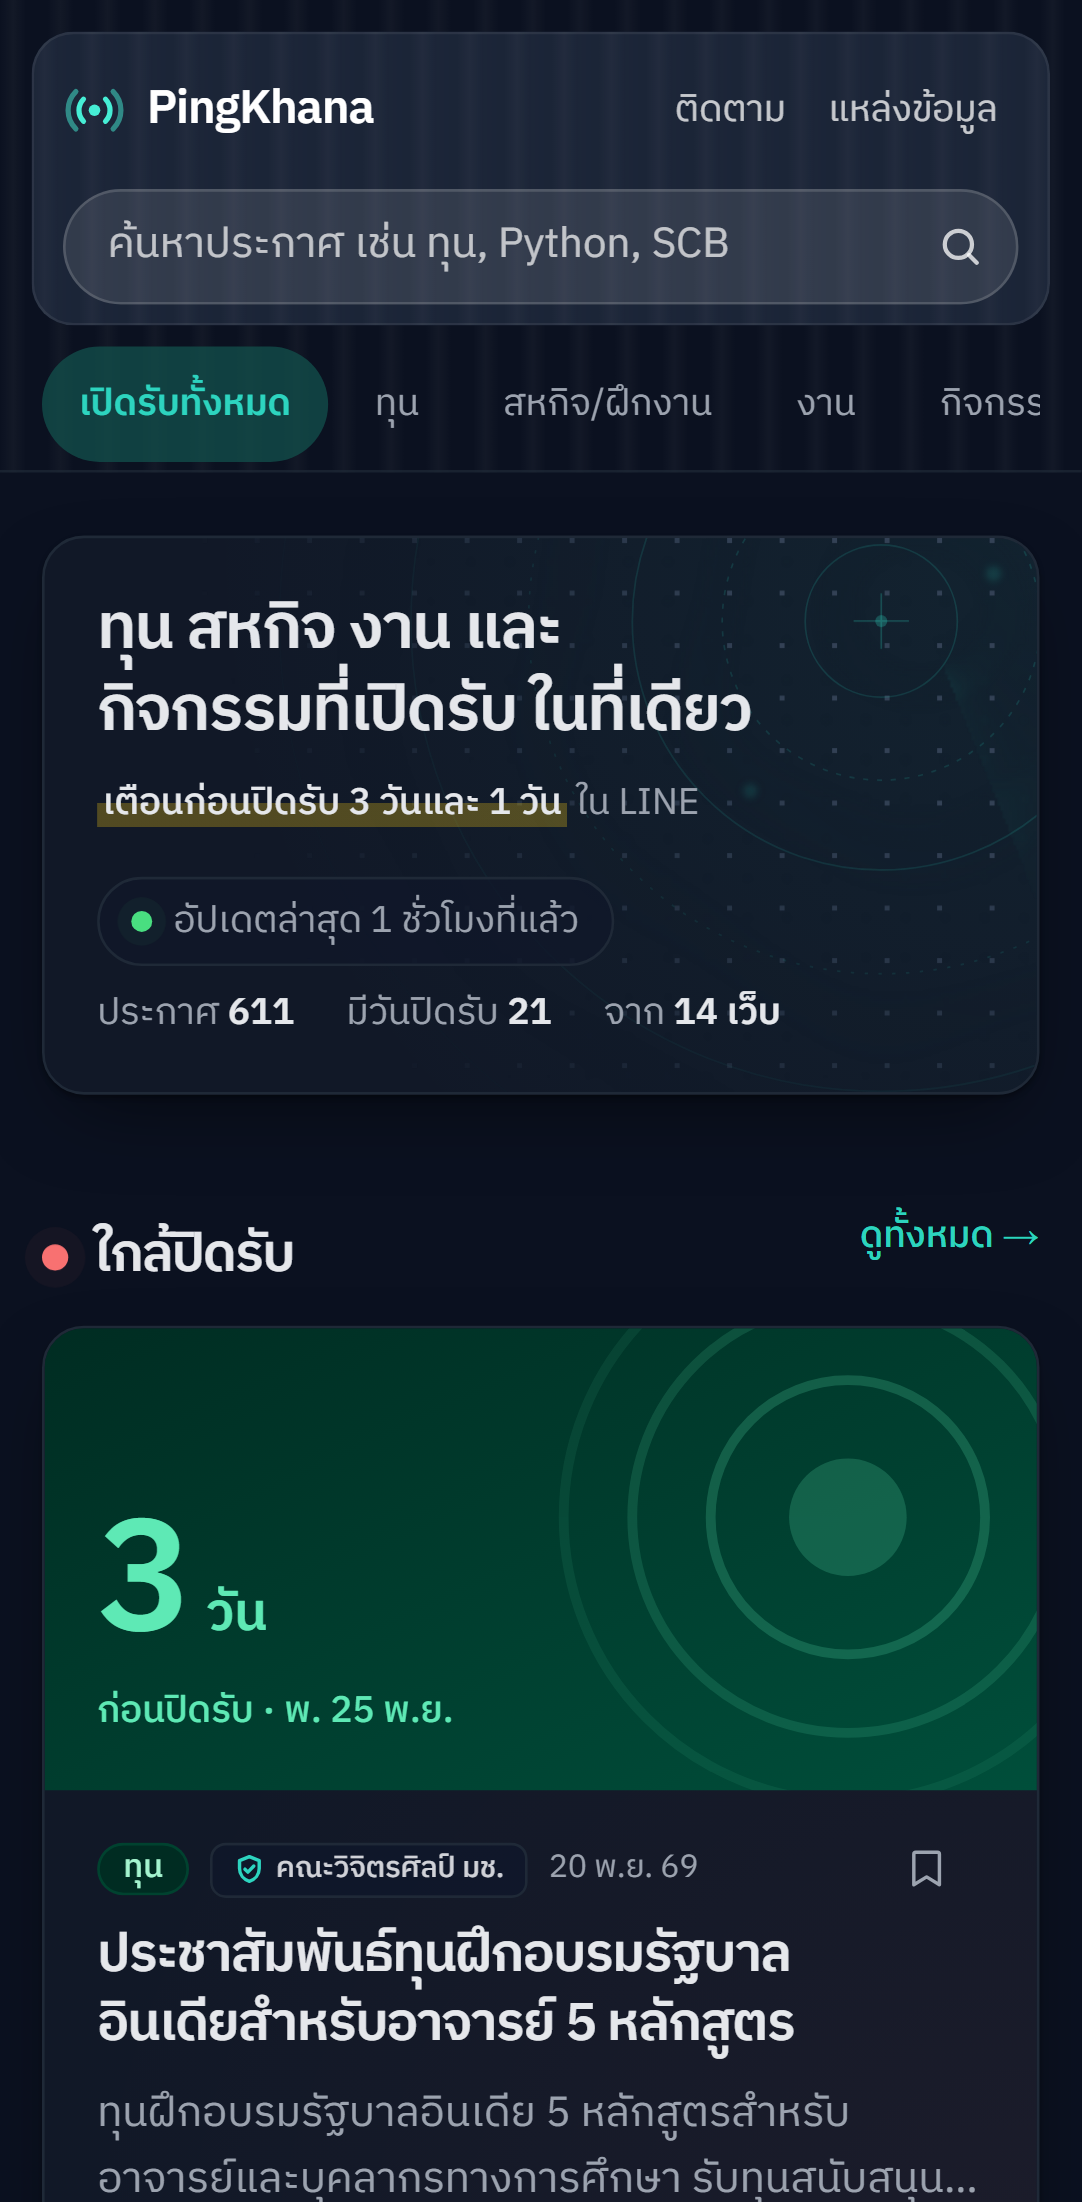 PingKhana
ติดตาม แหล่งข้อมูล
ค้นหาประกาศ เช่น ทุน, Python, SCB
เปิดรับทั้งหมด ทุน สหกิจ/ฝึกงาน งาน กิจกรร
ทุน สหกิจ งาน และ
กิจกรรมที่เปิดรับ ในที่เดียว
เตือนก่อนปิดรับ 3 วันและ 1 วัน ใน LINE
อัปเดตล่าสุด 1 ชั่วโมงที่แล้ว
ประกาศ 611 มีวันปิดรับ 21 จาก 14 เว็บ
ใกล้ปิดรับ
ดูทั้งหมด →
3 วัน
ก่อนปิดรับ · พ. 25 พ.ย.
ทุน คณะวิจิตรศิลป์ มช. 20 พ.ย. 69
ประชาสัมพันธ์ทุนฝึกอบรมรัฐบาล
อินเดียสำหรับอาจารย์ 5 หลักสูตร
ทุนฝึกอบรมรัฐบาลอินเดีย 5 หลักสูตรสำหรับ
อาจารย์และบุคลากรทางการศึกษา รับทุนสนับสนุน...